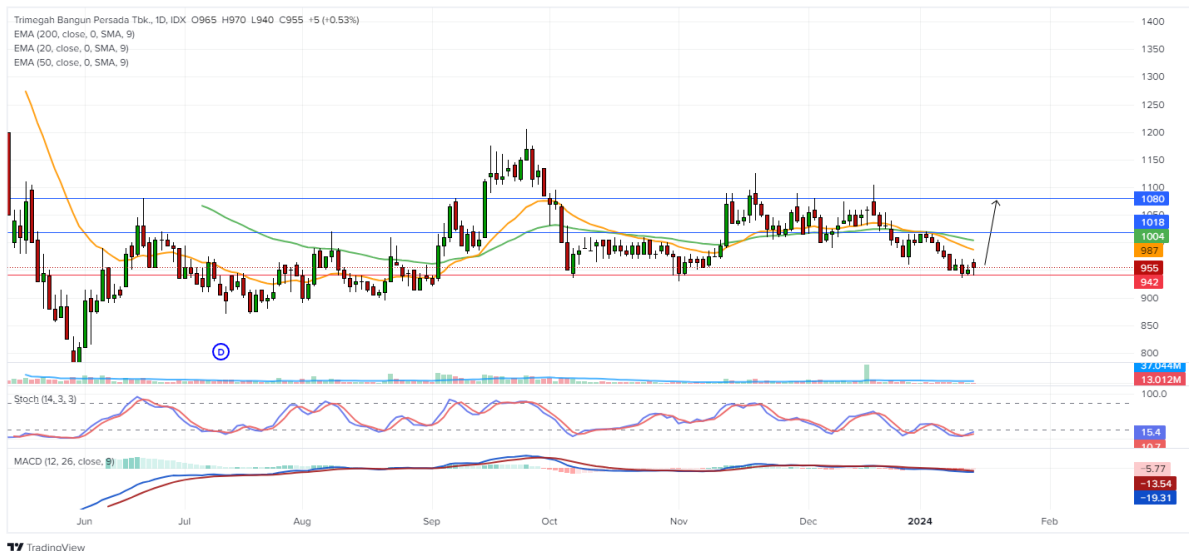 Trimegah Bangun Persada Tbk., 1D, IDX O965 H970 L940 C955 +5 (+0.53%)
EMA (200, close, 0, SMA, 9)
EMA (20, close, 0, SMA, 9)
EMA (50, close, 0, SMA, 9)
1400
1350
1300
1250
1200
1150
1100
1080
1050
1018
1004
987
955
942
900
850
800
D
37.044M
13.012M
Stoch (14, 3, 3)
100.0
15.4
10.7
MACD (12, 26, close, 9)
−5.77
−13.54
−19.31
Jun Jul Aug Sep Oct Nov Dec 2024 Feb
TradingView